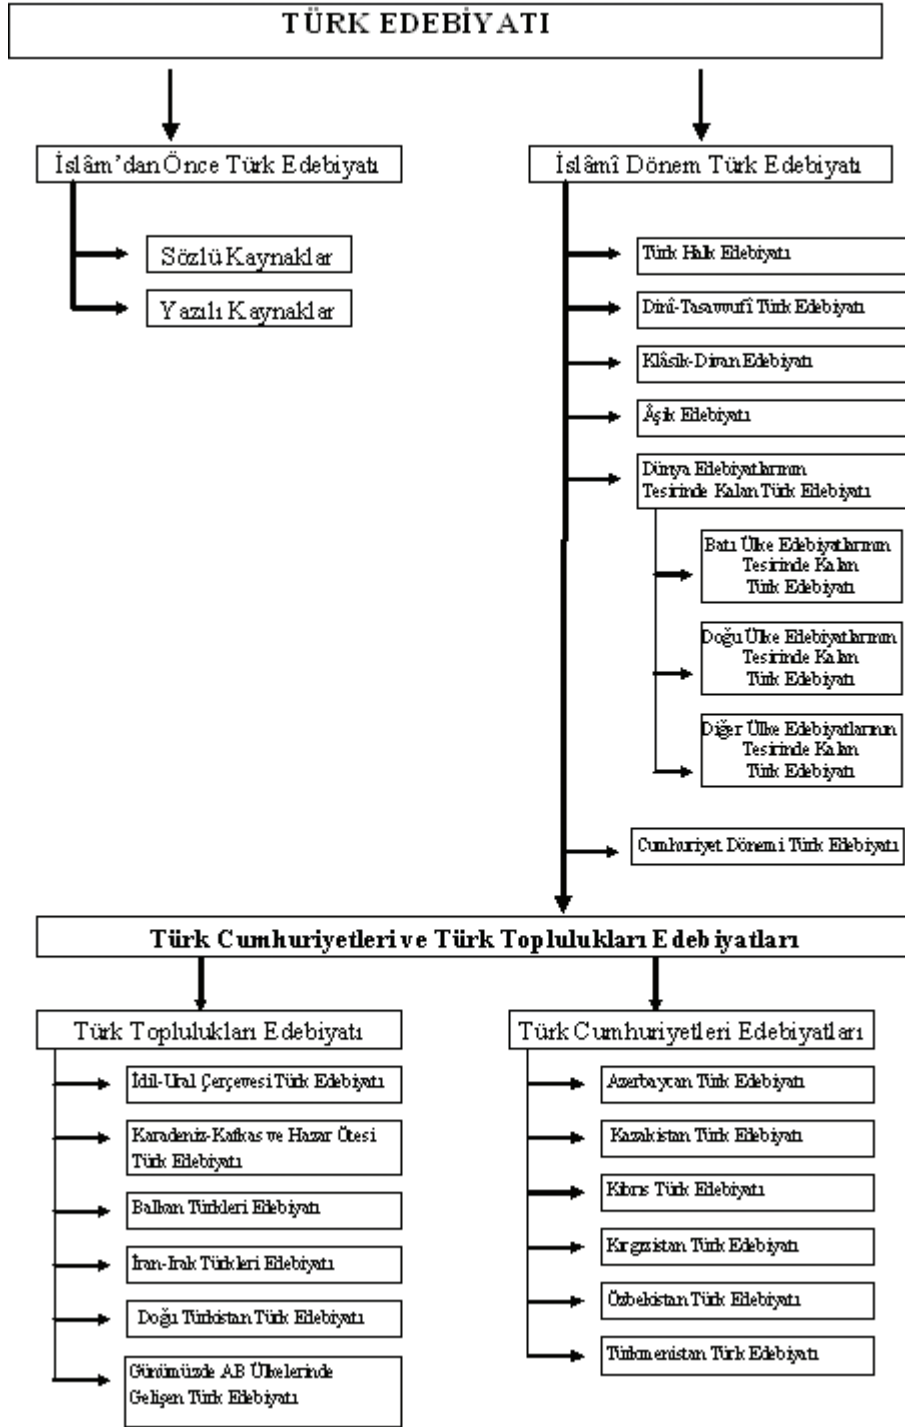 TÜRK EDEBİYATI
İslâm'dan Önce Türk Edebiyatı
Sözlü Kaynaklar
Yazılı Kaynaklar
İslâmî Dönem Türk Edebiyatı
Türk Halk Edebiyatı
Dinî-Tasavvufî Türk Edebiyatı
Klâsik-Divan Edebiyatı
Âşık Edebiyatı
Dünya Edebiyatlarının
Tesirinde Kalan Türk Edebiyatı
Batı Ülke Edebiyatlarının
Tesirinde Kalan
Türk Edebiyatı
Doğu Ülke Edebiyatlarının
Tesirinde Kalan
Türk Edebiyatı
Diğer Ülke Edebiyatlarının
Tesirinde Kalan
Türk Edebiyatı
Cumhuriyet Dönemi Türk Edebiyatı
Türk Cumhuriyetleri ve Türk Toplulukları Edebiyatları
Türk Toplulukları Edebiyatı
İdil-Ural Çerçevesi Türk Edebiyatı
Karadeniz-Kafkas ve Hazar Ötesi
Türk Edebiyatı
Balkan Türkleri Edebiyatı
İran-Irak Türkleri Edebiyatı
Doğu Türkistan Türk Edebiyatı
Günümüzde AB Ülkelerinde
Gelişen Türk Edebiyatı
Türk Cumhuriyetleri Edebiyatları
Azerbaycan Türk Edebiyatı
Kazakistan Türk Edebiyatı
Kıbrıs Türk Edebiyatı
Kırgızistan Türk Edebiyatı
Özbekistan Türk Edebiyatı
Türkmenistan Türk Edebiyatı